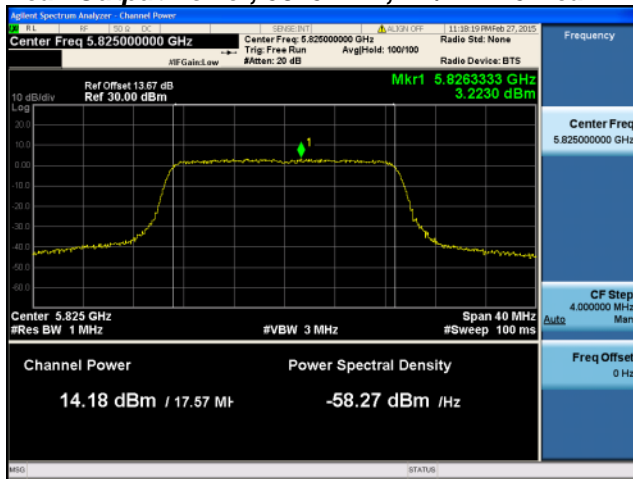 Agilent Spectrum Analyzer - Channel Power
RL RF 50 Ω DC SENSE:INT ALIGN OFF 11:18:19 PM Feb 27, 2015
Center Freq 5.825000000 GHz
Center Freq: 5.825000000 GHz
Radio Std: None
Trig: Free Run Avg|Hold: 100/100
#IFGain:Low #Atten: 20 dB Radio Device: BTS
Frequency
Mkr1 5.8263333 GHz
3.2230 dBm
Ref Offset 13.67 dB
10 dB/div Ref 30.00 dBm
Log
20.0
10.0
0.00
-10.0
-20.0
-30.0
-40.0
-50.0
-60.0
1
Center Freq
5.825000000 GHz
Center 5.825 GHz Span 40 MHz
#Res BW 1 MHz #VBW 3 MHz #Sweep 100 ms
CF Step
4.000000 MHz
Auto Man
Channel Power Power Spectral Density
14.18 dBm / 17.57 MH
-58.27 dBm /Hz
Freq Offset
0 Hz
MSG STATUS